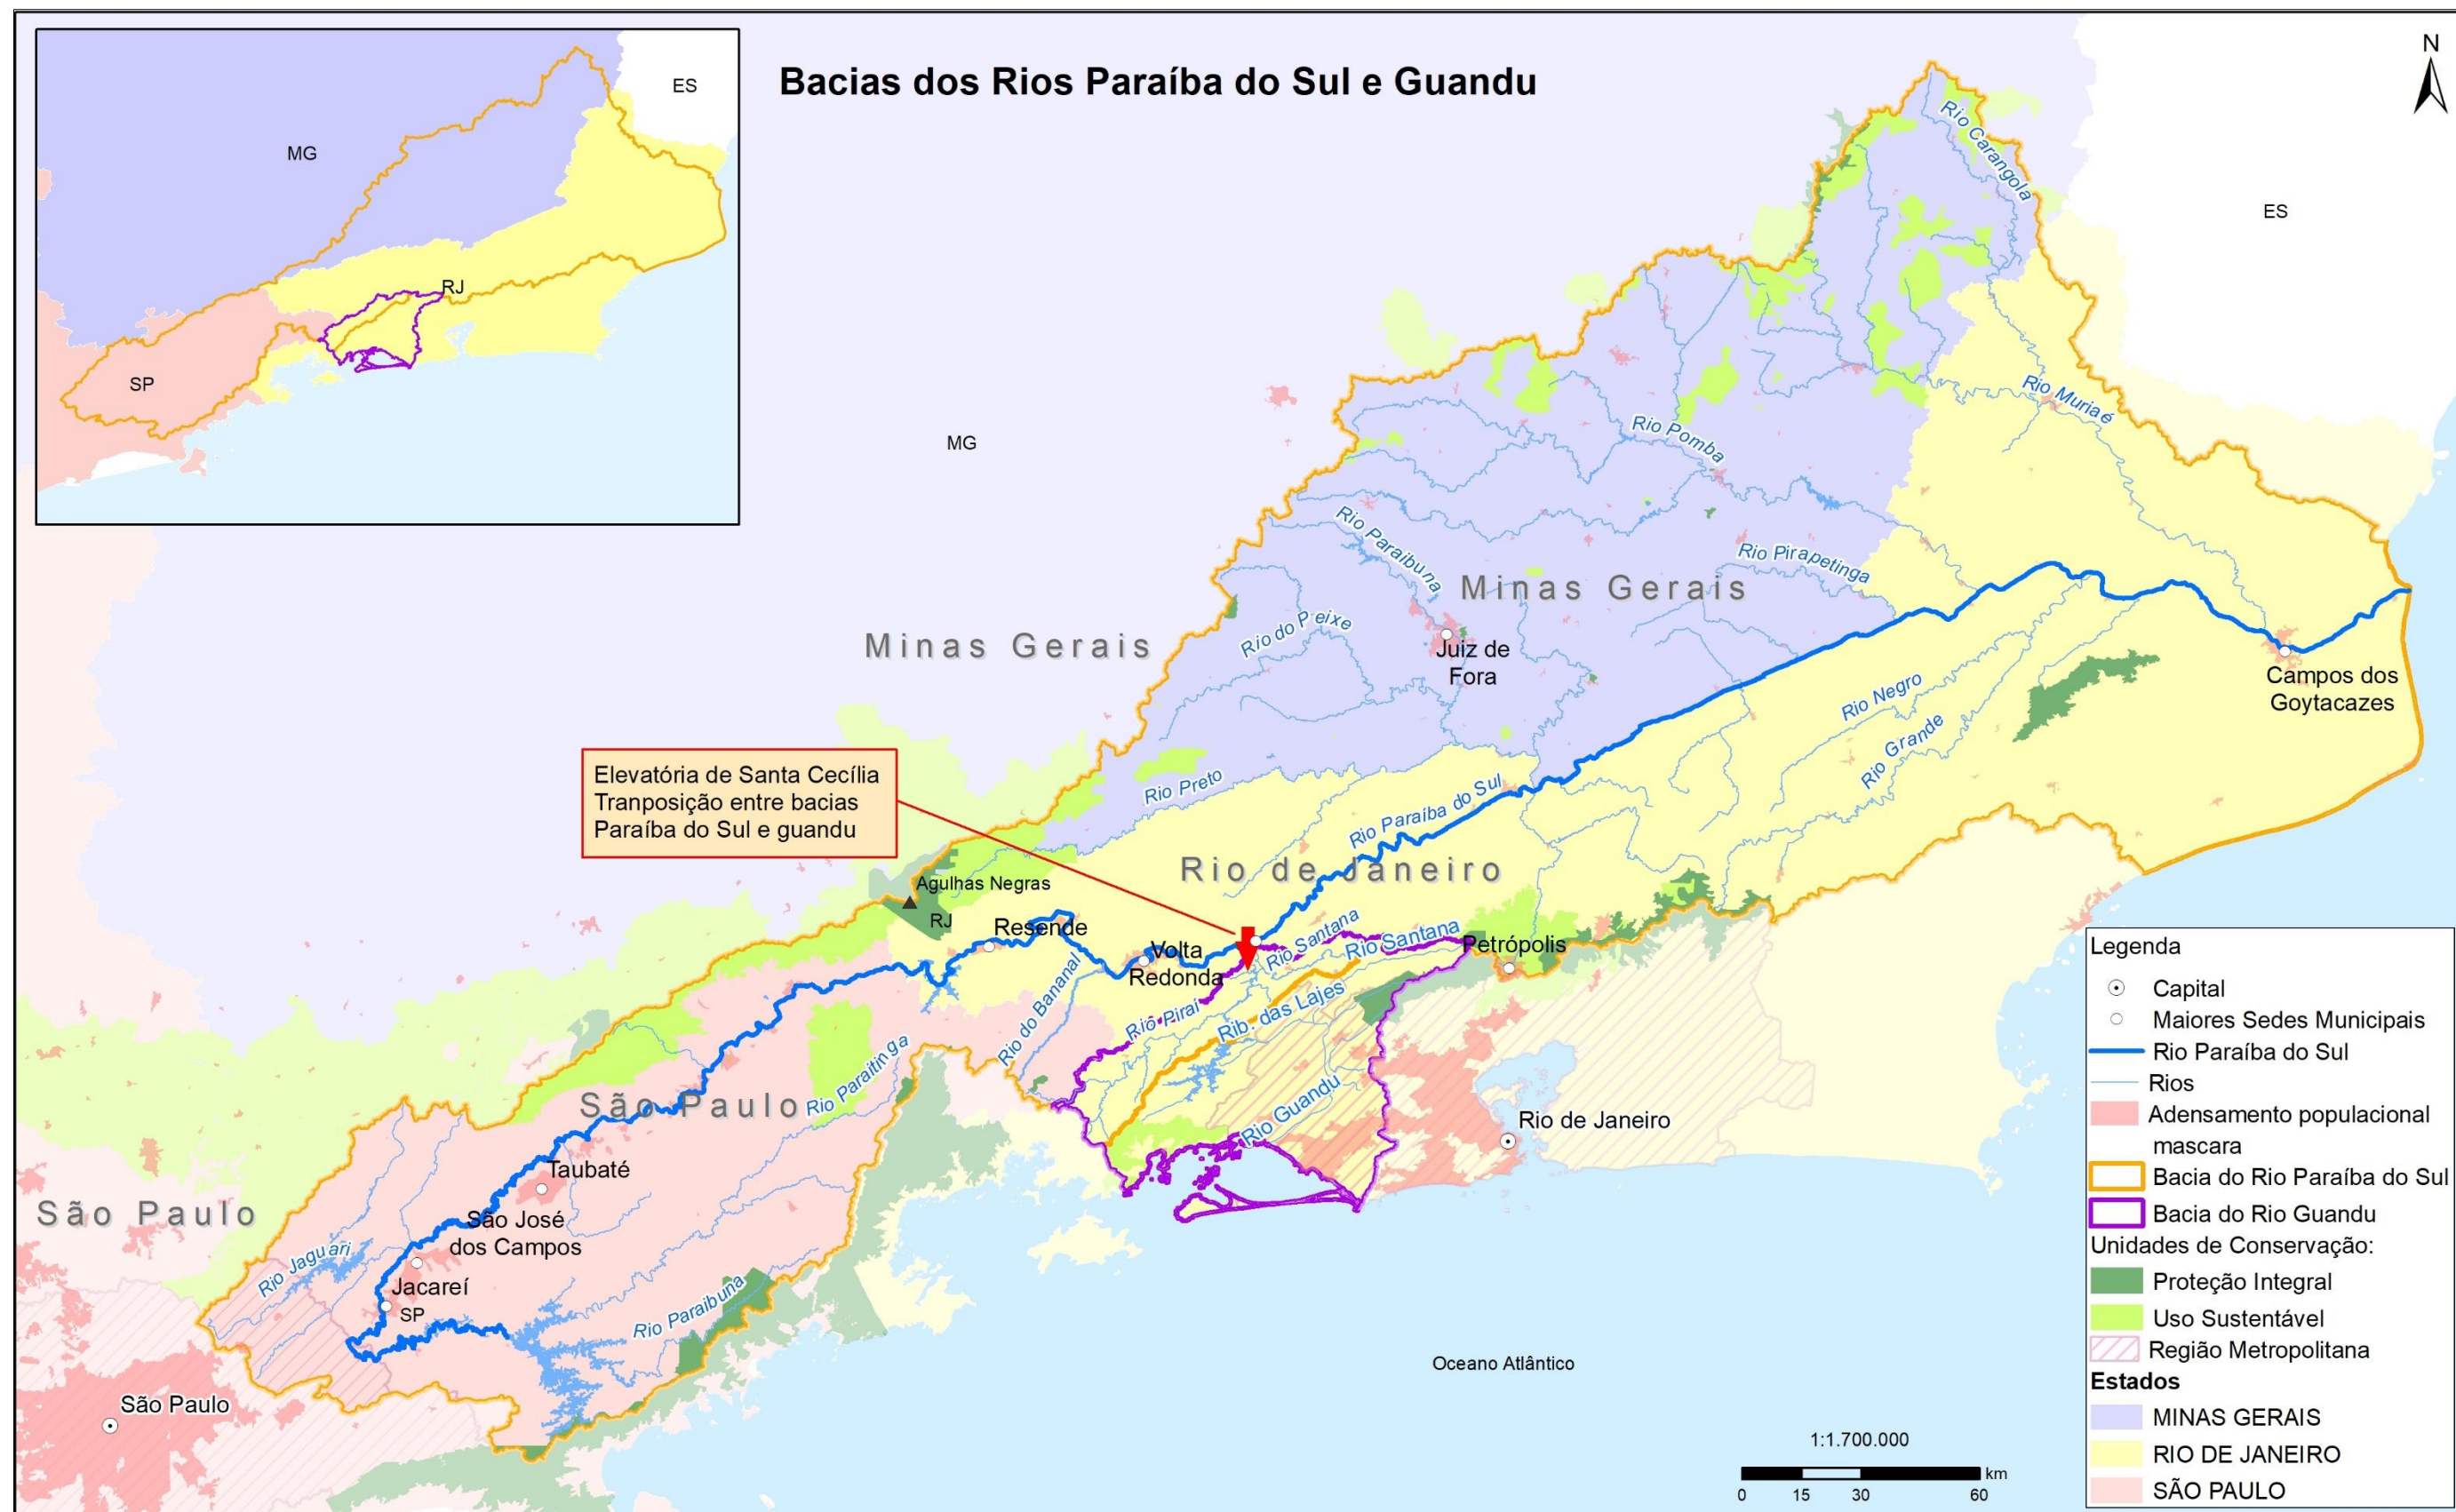 Bacias dos Rios Paraíba do Sul e Guandu
N
ES
MG
RJ
SP
ES
MG
Rio Carangola
Rio Muriaé
Rio Pomba
Rio Paraibuna
Rio Pirapetinga
Minas Gerais
Minas Gerais
Rio do Peixe
Juiz de
Fora
Campos dos
Goytacazes
Rio Negro
Rio Grande
Elevatória de Santa Cecília
Tranposição entre bacias
Paraíba do Sul e guandu
Rio Preto
Rio Paraíba do Sul
Rio de Janeiro
Agulhas Negras
RJ
Resende
Volta
Redonda
Rio Santana
Rio Santana
Petrópolis
Rio do Bananal
Rio Pirai
Rib. das Lajes
Rio Guandu
Rio de Janeiro
Rio Paraitinga
São Paulo
Taubaté
São Paulo
São José
dos Campos
Rio Jaguari
Jacareí
SP
Rio Paraibuna
São Paulo
Oceano Atlântico
1:1.700.000
km
0 15 30 60
Legenda
Capital
Maiores Sedes Municipais
Rio Paraíba do Sul
Rios
Adensamento populacional
mascara
Bacia do Rio Paraíba do Sul
Bacia do Rio Guandu
Unidades de Conservação:
Proteção Integral
Uso Sustentável
Região Metropolitana
Estados
MINAS GERAIS
RIO DE JANEIRO
SÃO PAULO